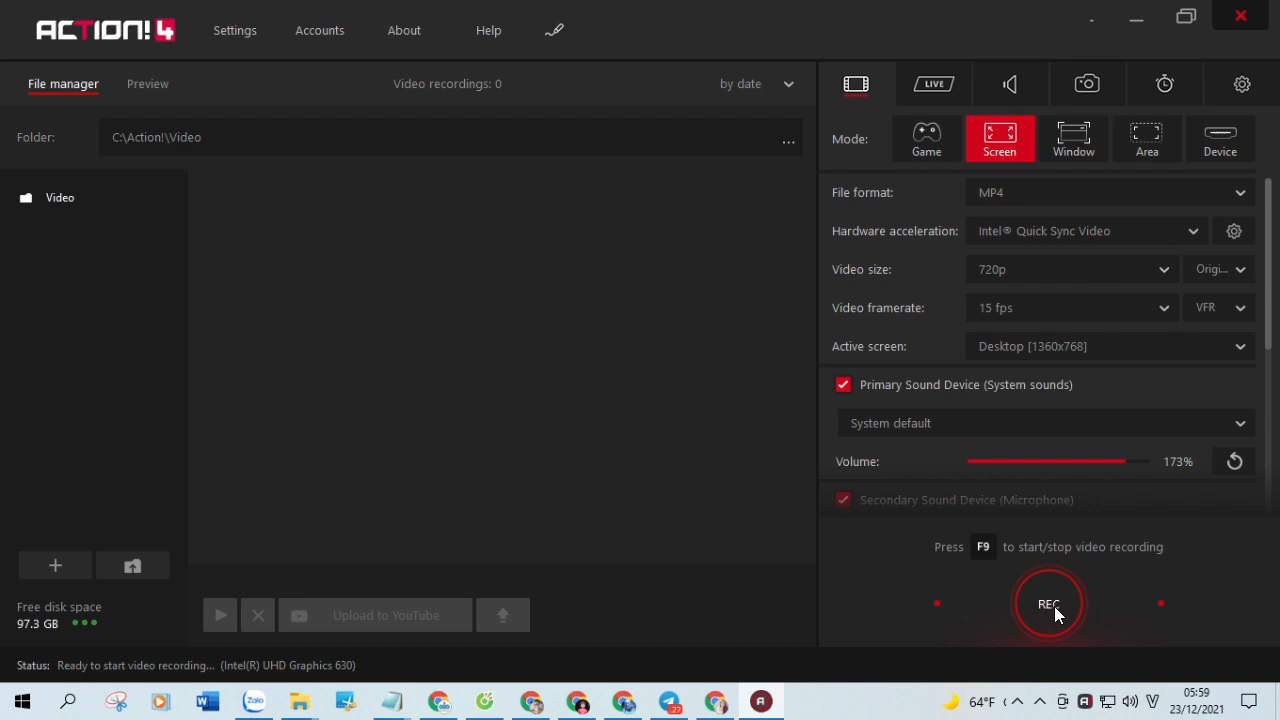 ACTION! 4
Settings Accounts About Help
File manager Preview Video recordings: 0 by date
LIVE
Folder: C:\Action!\Video ...
Mode: Game Screen Window Area Device
Video
File format: MP4
Hardware acceleration: Intel® Quick Sync Video
Video size: 720p Origi...
Video framerate: 15 fps VFR
Active screen: Desktop [1360x768]
Primary Sound Device (System sounds)
System default
Volume: 173%
Secondary Sound Device (Microphone)
Press F9 to start/stop video recording
REC
Free disk space
97.3 GB
Upload to YouTube
Status: Ready to start video recording... (Intel(R) UHD Graphics 630)
W Zalo 27 64°F
05:59
23/12/2021